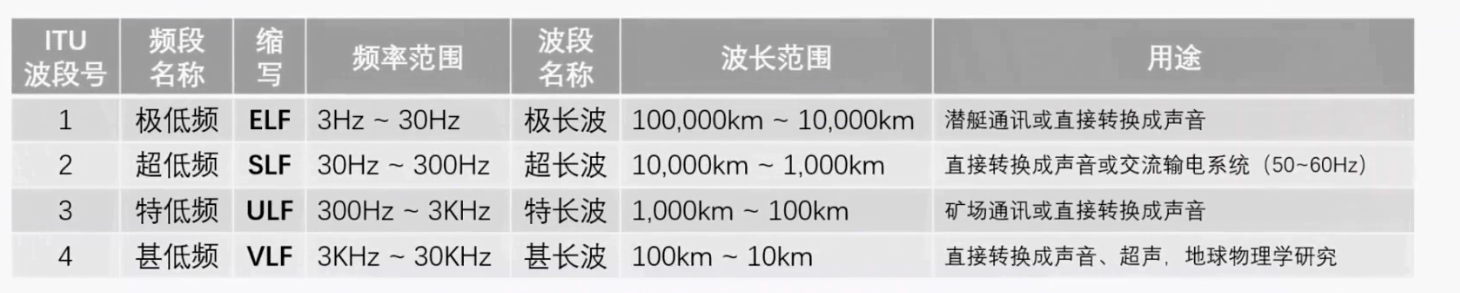 ITU 波段号 频段名称 缩写 频率范围 波段名称 波长范围 用途
1 极低频 ELF 3Hz ~ 30Hz 极长波 100,000km ~ 10,000km 潜艇通讯或直接转换成声音
2 超低频 SLF 30Hz ~ 300Hz 超长波 10,000km ~ 1,000km 直接转换成声音或交流输电系统（50~60Hz）
3 特低频 ULF 300Hz ~ 3KHz 特长波 1,000km ~ 100km 矿场通讯或直接转换成声音
4 甚低频 VLF 3KHz ~ 30KHz 甚长波 100km ~ 10km 直接转换成声音、超声，地球物理学研究